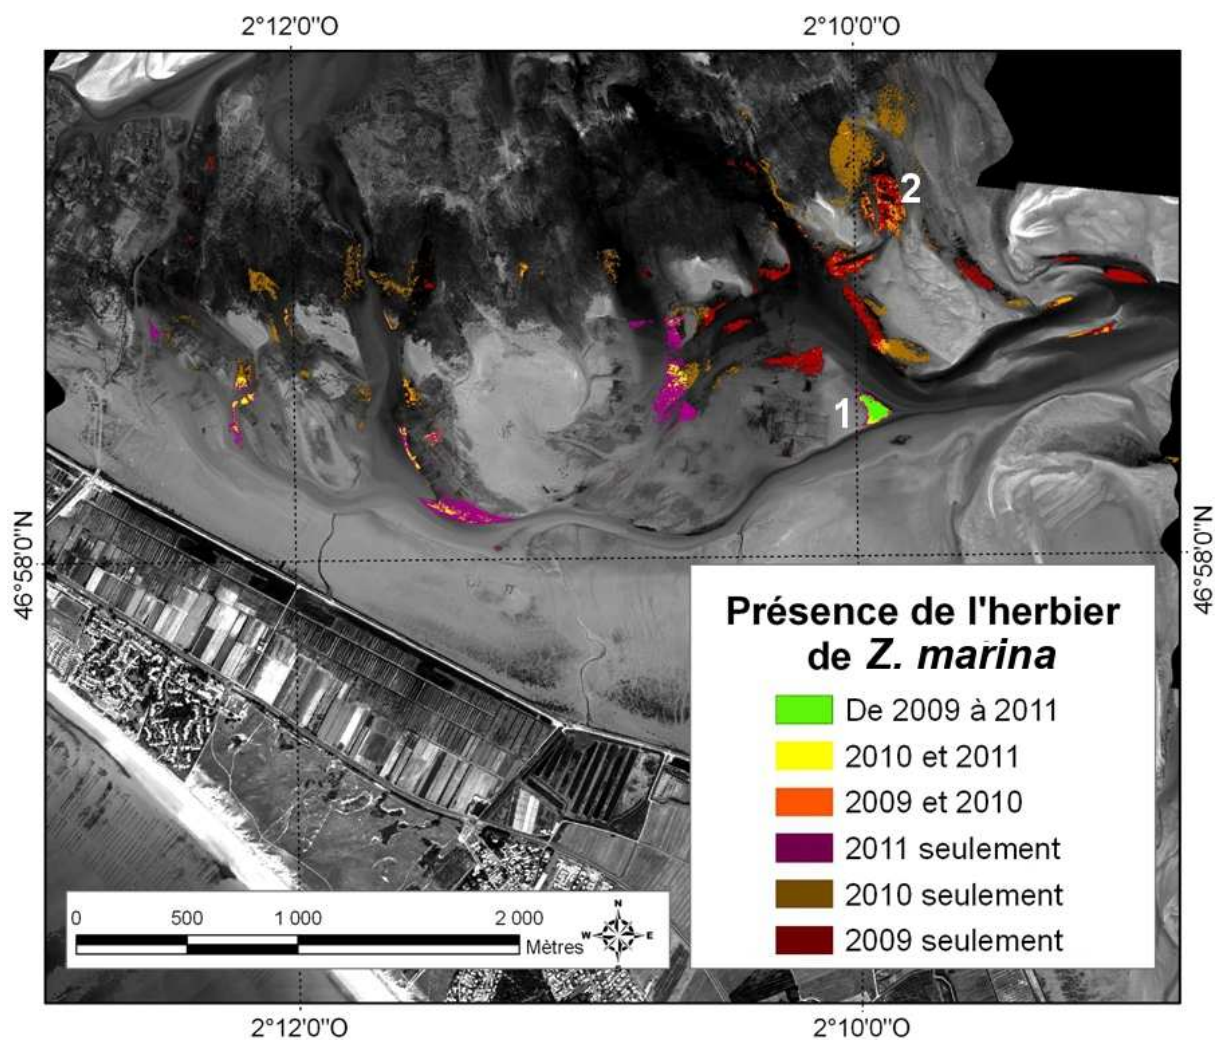 2°12'0"O
2°10'0"O
2
1
46°58'0"N
46°58'0"N
Présence de l'herbier
de Z. marina
De 2009 à 2011
2010 et 2011
2009 et 2010
2011 seulement
2010 seulement
2009 seulement
0 500 1 000 2 000
Mètres
N
W E
S
2°12'0"O
2°10'0"O